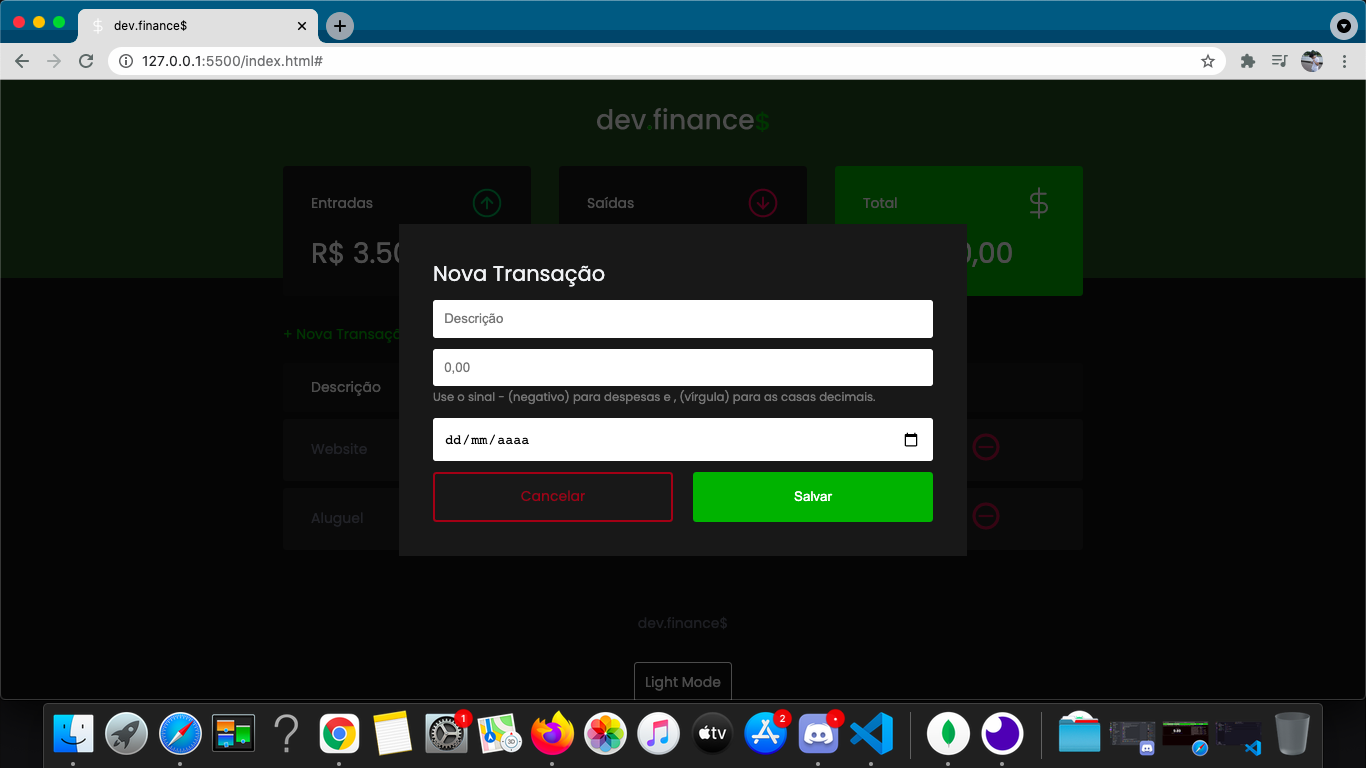 dev.finance$
127.0.0.1:5500/index.html#
dev.finance$
Entradas
Saídas
Total
R$ 3.50
0,00
Nova Transação
Descrição
0,00
Use o sinal - (negativo) para despesas e , (vírgula) para as casas decimais.
dd/mm/aaaa
Cancelar
Salvar
+ Nova Transaçã
Descrição
Website
Aluguel
dev.finance$
Light Mode
1
3D
tv
2